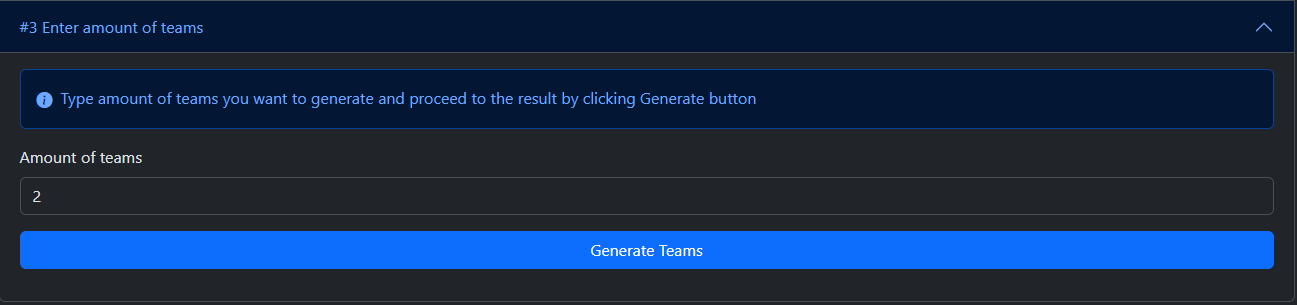 #3 Enter amount of teams
Type amount of teams you want to generate and proceed to the result by clicking Generate button
Amount of teams
2
Generate Teams